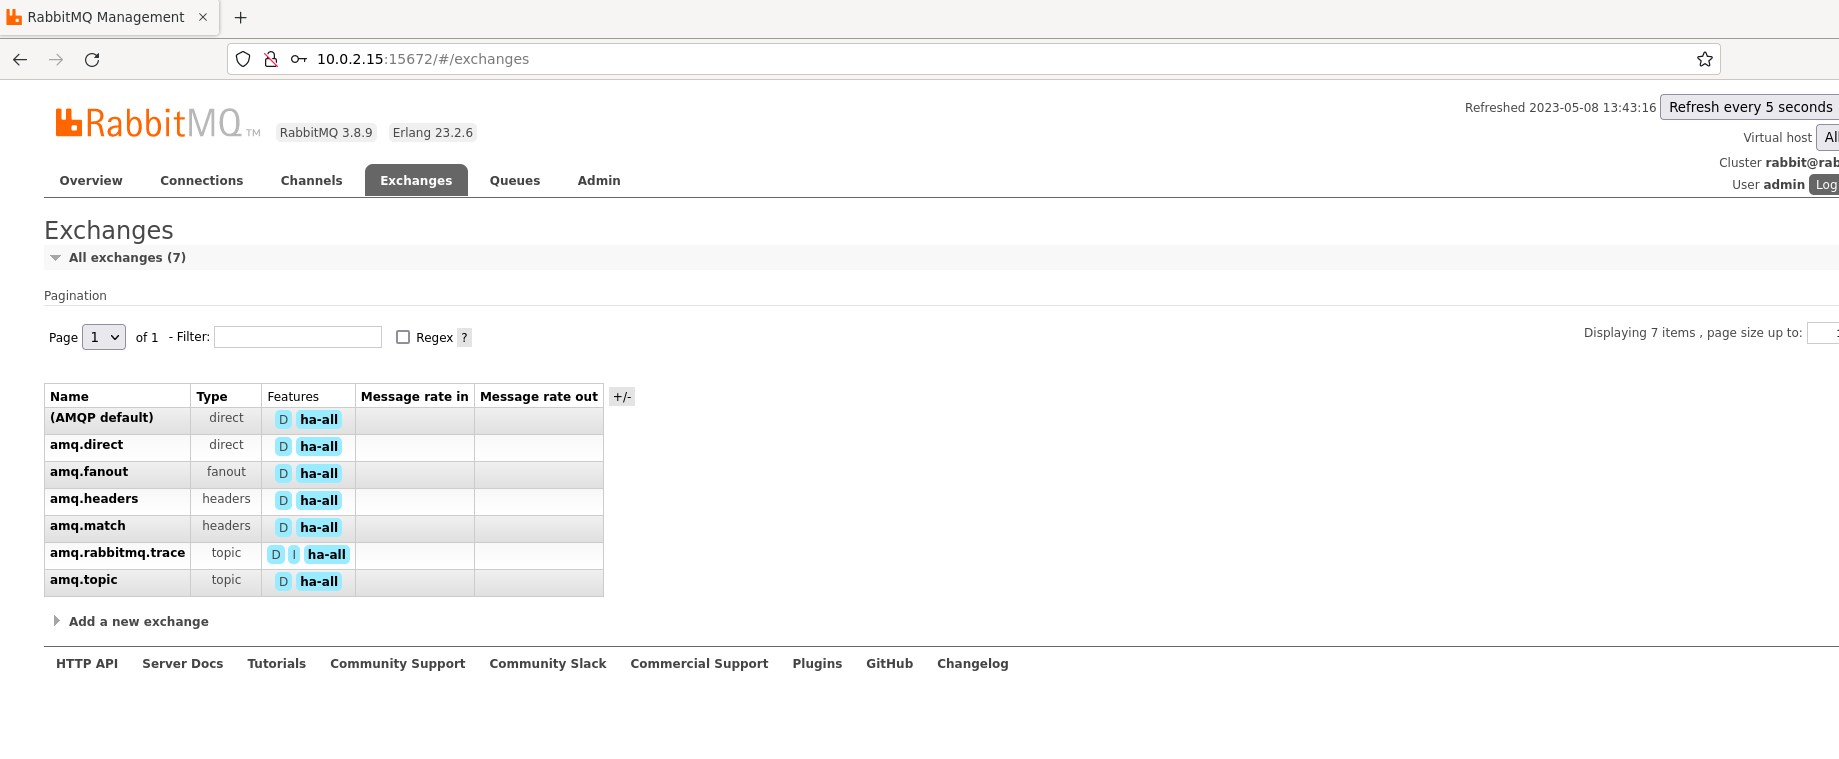 RabbitMQ Management
10.0.2.15:15672/#/exchanges
RabbitMQ TM
RabbitMQ 3.8.9 Erlang 23.2.6
Refreshed 2023-05-08 13:43:16 Refresh every 5 seconds
Virtual host All
Cluster rabbit@rab
User admin Log
Overview Connections Channels Exchanges Queues Admin
Exchanges
All exchanges (7)
Pagination
Page 1 of 1 - Filter: Regex ?
Displaying 7 items , page size up to: 1
Name Type Features Message rate in Message rate out +/-
(AMQP default) direct D ha-all
amq.direct direct D ha-all
amq.fanout fanout D ha-all
amq.headers headers D ha-all
amq.match headers D ha-all
amq.rabbitmq.trace topic D I ha-all
amq.topic topic D ha-all
Add a new exchange
HTTP API Server Docs Tutorials Community Support Community Slack Commercial Support Plugins GitHub Changelog